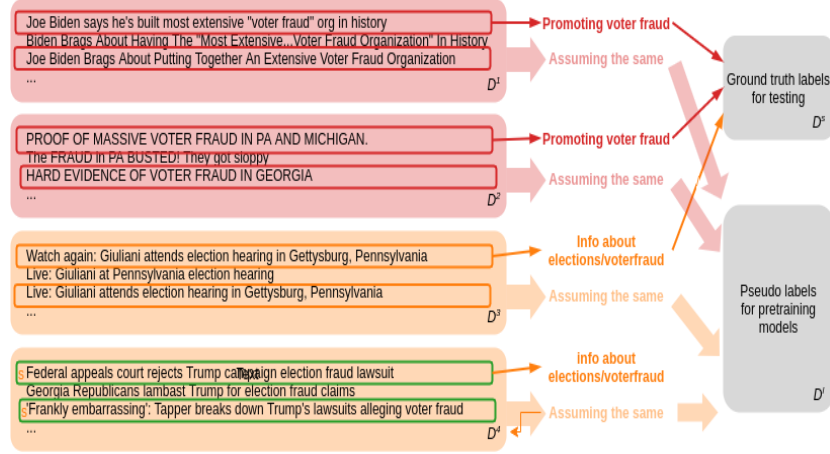 Joe Biden says he's built most extensive "voter fraud" org in history
Biden Brags About Having The "Most Extensive...Voter Fraud Organization" In History
Joe Biden Brags About Putting Together An Extensive Voter Fraud Organization
...
D1
Promoting voter fraud
Assuming the same
PROOF OF MASSIVE VOTER FRAUD IN PA AND MICHIGAN.
The FRAUD in PA BUSTED! They got sloppy
HARD EVIDENCE OF VOTER FRAUD IN GEORGIA
...
D2
Promoting voter fraud
Assuming the same
Watch again: Giuliani attends election hearing in Gettysburg, Pennsylvania
Live: Giuliani at Pennsylvania election hearing
Live: Giuliani attends election hearing in Gettysburg, Pennsylvania
...
D3
Info about
elections/voterfraud
Assuming the same
s Federal appeals court rejects Trump campaign election fraud lawsuit
Text
Georgia Republicans lambast Trump for election fraud claims
s 'Frankly embarrassing': Tapper breaks down Trump's lawsuits alleging voter fraud
...
D4
info about
elections/voterfraud
Assuming the same
Ground truth labels
for testing
Ds
Pseudo labels
for pretraining
models